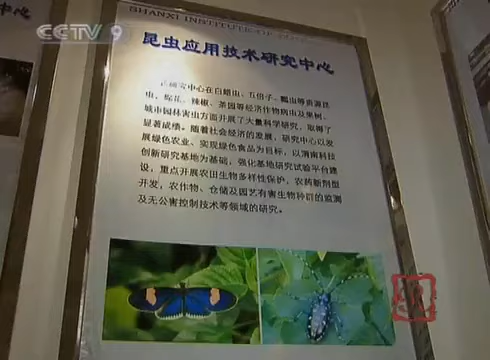 CCTV 9
SHANXI INSTITUTE OF
昆虫应用技术研究中心
研究中心在白蜡虫、五倍子、瓢虫等资源昆
虫、棉花、辣椒、茶园等经济作物病虫及果树、
城市园林害虫方面开展了大量科学研究，取得了
显著成绩。随着社会经济的发展，研究中心以发
展绿色农业、实现绿色食品为目标，以渭南科技
创新研究基地为基础，强化基地研究试验平台建
设，重点开展农田生物多样性保护，农药新剂型
开发，农作物、仓储及园艺有害生物种群的监测
及无公害控制技术等领域的研究。